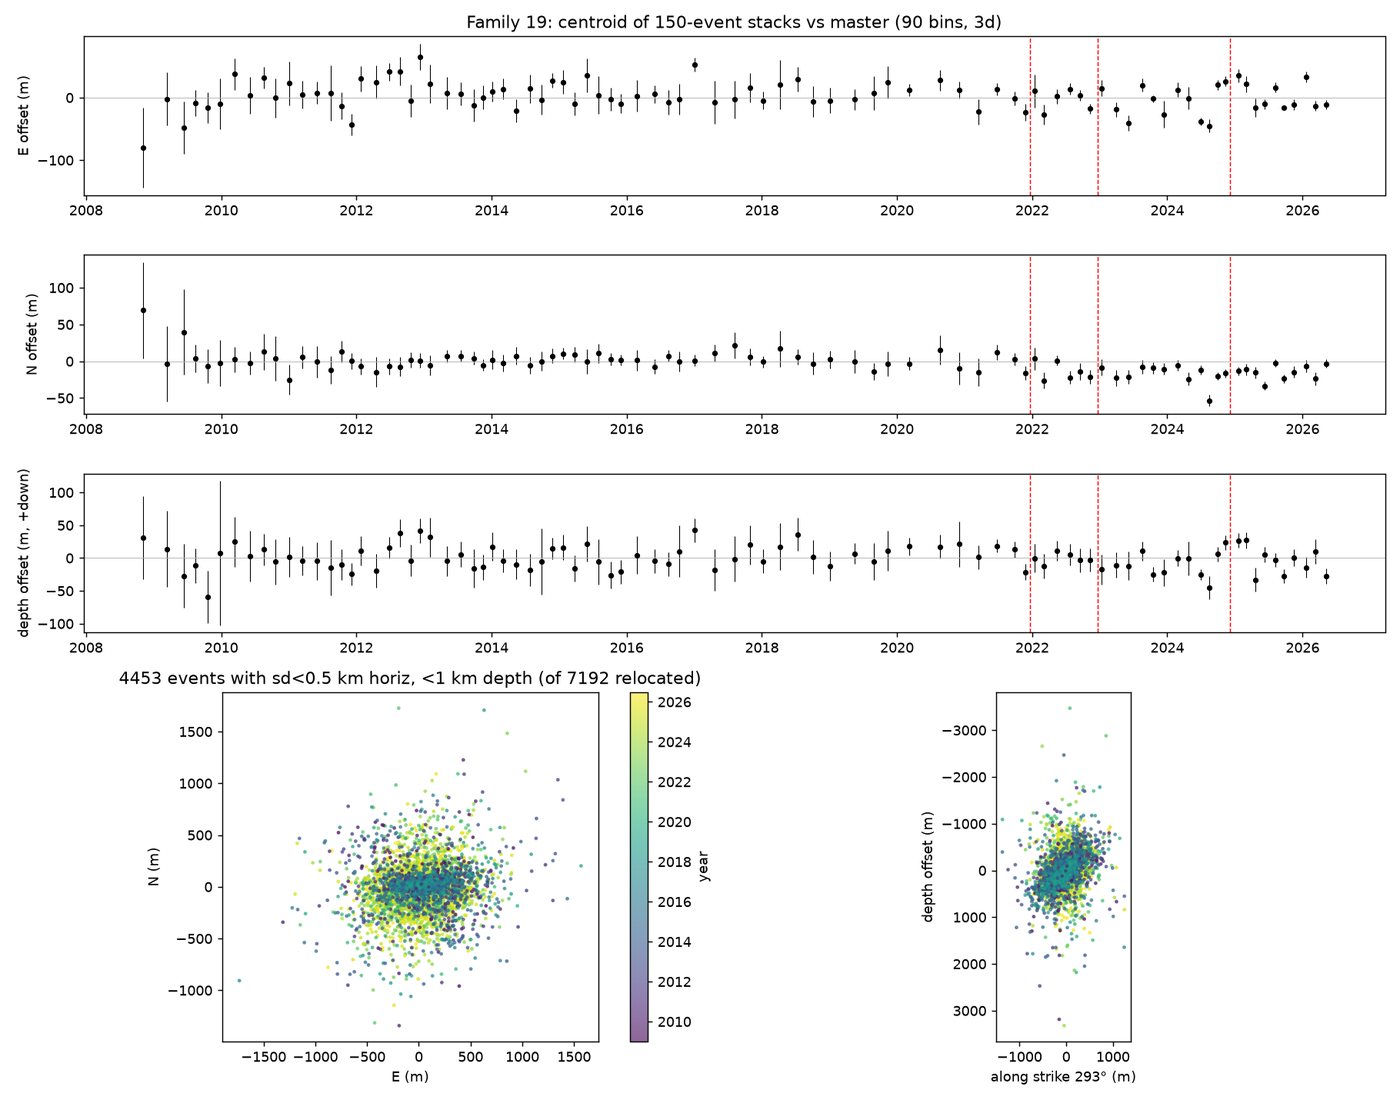 Family 19: centroid of 150-event stacks vs master (90 bins, 3d)
E offset (m)
0
−100
2008 2010 2012 2014 2016 2018 2020 2022 2024 2026
N offset (m)
100
50
0
−50
2008 2010 2012 2014 2016 2018 2020 2022 2024 2026
depth offset (m, +down)
100
50
0
−50
−100
2008 2010 2012 2014 2016 2018 2020 2022 2024 2026
4453 events with sd<0.5 km horiz, <1 km depth (of 7192 relocated)
N (m)
1500
1000
500
0
−500
−1000
−1500 −1000 −500 0 500 1000 1500
E (m)
2026
2024
2022
2020
2018
2016
2014
2012
2010
year
depth offset (m)
−3000
−2000
−1000
0
1000
2000
3000
−1000 0 1000
along strike 293° (m)